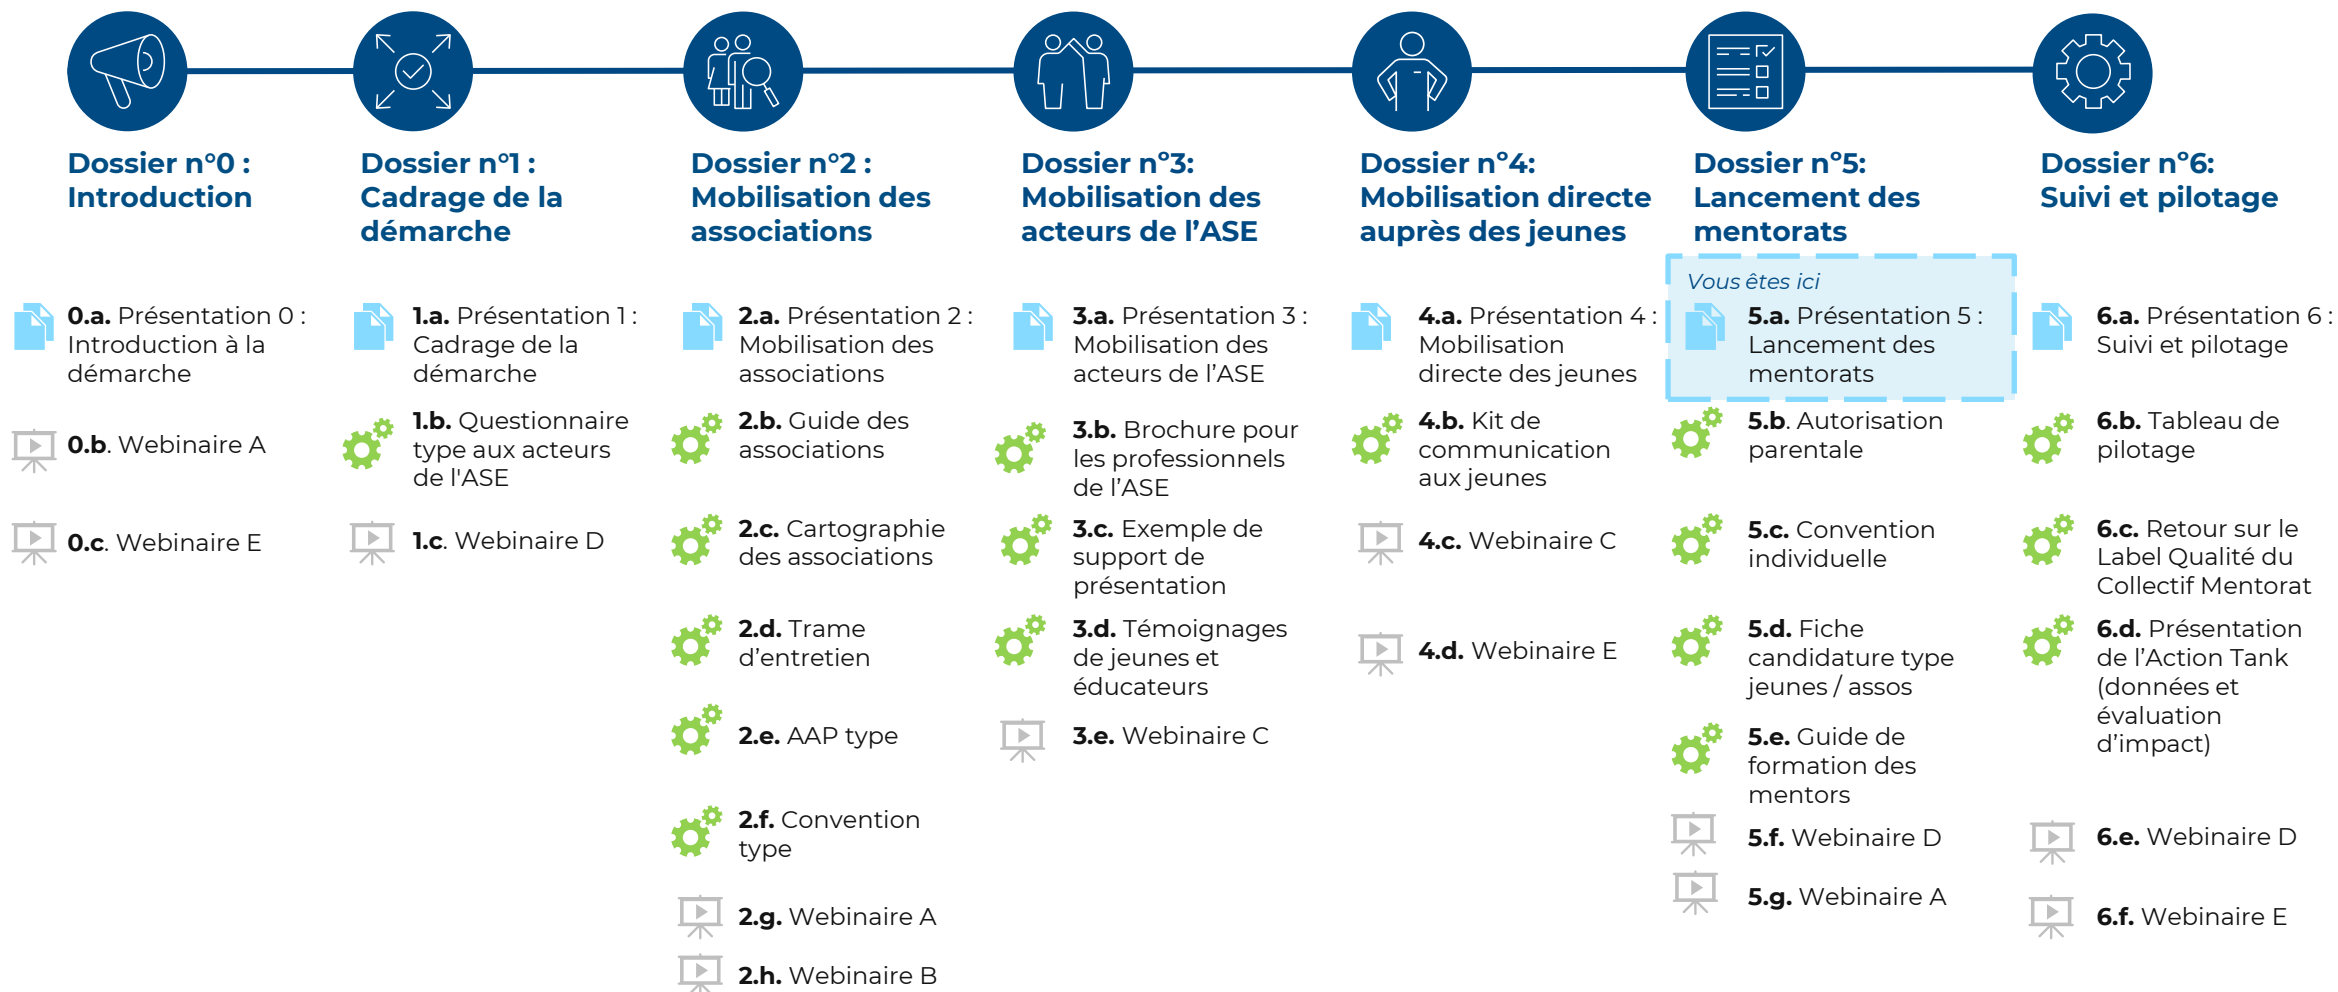 Dossier n°0 :
Introduction
0.a. Présentation 0 :
Introduction à la
démarche
0.b. Webinaire A
0.c. Webinaire E
Dossier n°1 :
Cadrage de la
démarche
1.a. Présentation 1 :
Cadrage de la
démarche
1.b. Questionnaire
type aux acteurs
de l'ASE
1.c. Webinaire D
Dossier n°2 :
Mobilisation des
associations
2.a. Présentation 2 :
Mobilisation des
associations
2.b. Guide des
associations
2.c. Cartographie
des associations
2.d. Trame
d’entretien
2.e. AAP type
2.f. Convention
type
2.g. Webinaire A
2.h. Webinaire B
Dossier nº3:
Mobilisation des
acteurs de l’ASE
3.a. Présentation 3 :
Mobilisation des
acteurs de l’ASE
3.b. Brochure pour
les professionnels
de l’ASE
3.c. Exemple de
support de
présentation
3.d. Témoignages
de jeunes et
éducateurs
3.e. Webinaire C
Dossier nº4:
Mobilisation directe
auprès des jeunes
4.a. Présentation 4 :
Mobilisation
directe des jeunes
4.b. Kit de
communication
aux jeunes
4.c. Webinaire C
4.d. Webinaire E
Dossier nº5:
Lancement des
mentorats
Vous êtes ici
5.a. Présentation 5 :
Lancement des
mentorats
5.b. Autorisation
parentale
5.c. Convention
individuelle
5.d. Fiche
candidature type
jeunes / assos
5.e. Guide de
formation des
mentors
5.f. Webinaire D
5.g. Webinaire A
Dossier nº6:
Suivi et pilotage
6.a. Présentation 6 :
Suivi et pilotage
6.b. Tableau de
pilotage
6.c. Retour sur le
Label Qualité du
Collectif Mentorat
6.d. Présentation
de l’Action Tank
(données et
évaluation
d’impact)
6.e. Webinaire D
6.f. Webinaire E